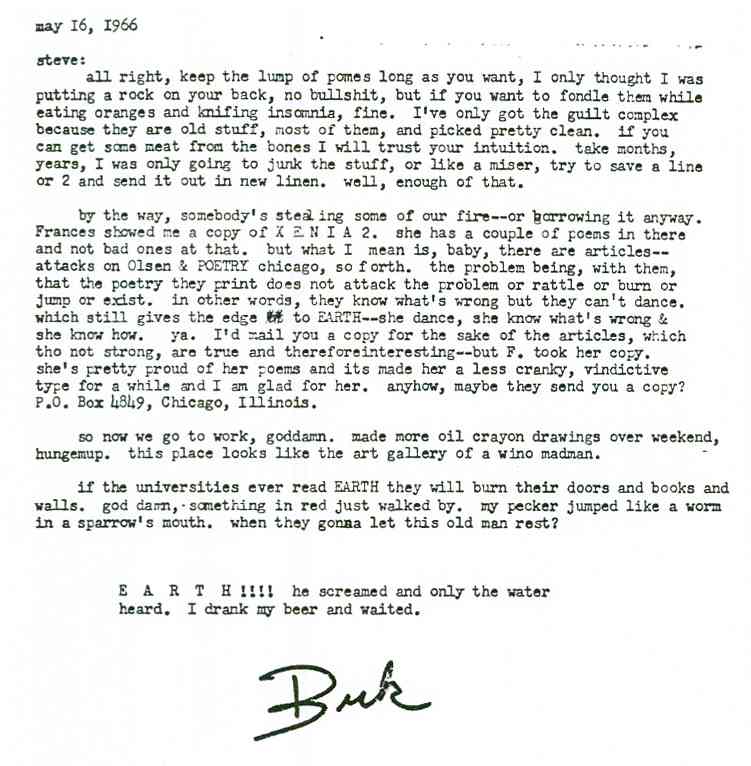 may 16, 1966
steve:
all right, keep the lump of pomes long as you want, I only thought I was
putting a rock on your back, no bullshit, but if you want to fondle them while
eating oranges and knifing insomnia, fine. I've only got the guilt complex
because they are old stuff, most of them, and picked pretty clean. if you
can get some meat from the bones I will trust your intuition. take months,
years, I was only going to junk the stuff, or like a miser, try to save a line
or 2 and send it out in new linen. well, enough of that.
by the way, somebody's stealing some of our fire--or borrowing it anyway.
Frances showed me a copy of X E N I A 2. she has a couple of poems in there
and not bad ones at that. but what I mean is, baby, there are articles--
attacks on Olsen & POETRY chicago, so forth. the problem being, with them,
that the poetry they print does not attack the problem or rattle or burn or
jump or exist. in other words, they know what's wrong but they can't dance.
which still gives the edge to EARTH--she dance, she know what's wrong &
she know how. ya. I'd mail you a copy for the sake of the articles, which
tho not strong, are true and thereforeinteresting--but F. took her copy.
she's pretty proud of her poems and its made her a less cranky, vindictive
type for a while and I am glad for her. anyhow, maybe they send you a copy?
P.O. Box 4849, Chicago, Illinois.
so now we go to work, goddamn. made more oil crayon drawings over weekend,
hungemup. this place looks like the art gallery of a wino madman.
if the universities ever read EARTH they will burn their doors and books and
walls. god damn, something in red just walked by. my pecker jumped like a worm
in a sparrow's mouth. when they gonna let this old man rest?
E A R T H!!!! he screamed and only the water
heard. I drank my beer and waited.
Buk